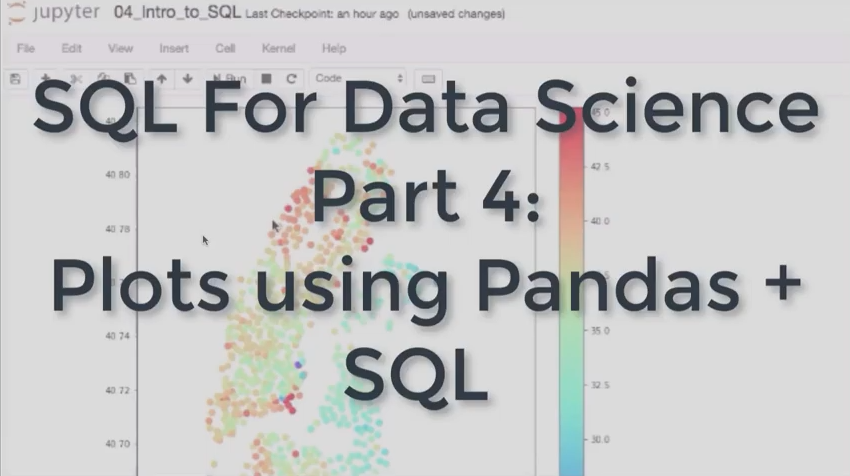 jupyter 04_Intro_to_SQL Last Checkpoint: an hour ago (unsaved changes)
File Edit View Insert Cell Kernel Help
Run Code
SQL For Data Science
Part 4:
Plots using Pandas +
SQL
40.80
40.78
40.74
40.72
40.70
42.5
40.0
35.0
32.5
30.0